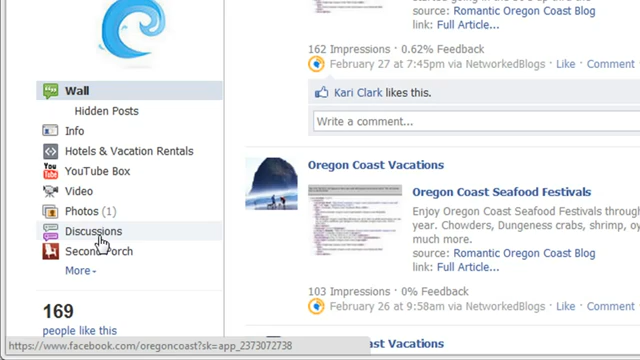 Wall
Hidden Posts
Info
Hotels & Vacation Rentals
YouTube Box
Video
Photos (1)
Discussions
Second Porch
More
169
people like this
source: Romantic Oregon Coast Blog
link: Full Article...
162 Impressions · 0.62% Feedback
February 27 at 7:45pm via NetworkedBlogs · Like · Comment
Kari Clark likes this.
Write a comment...
Oregon Coast Vacations
Oregon Coast Seafood Festivals
Enjoy Oregon Coast Seafood Festivals throug
year. Chowders, Dungeness crabs, shrimp, oy
much more.
source: Romantic Oregon Coast Blog
link: Full Article...
103 Impressions · 0% Feedback
February 26 at 9:58am via NetworkedBlogs · Like · Comment
st Vacations
https://www.facebook.com/oregoncoast?sk=app_2373072738